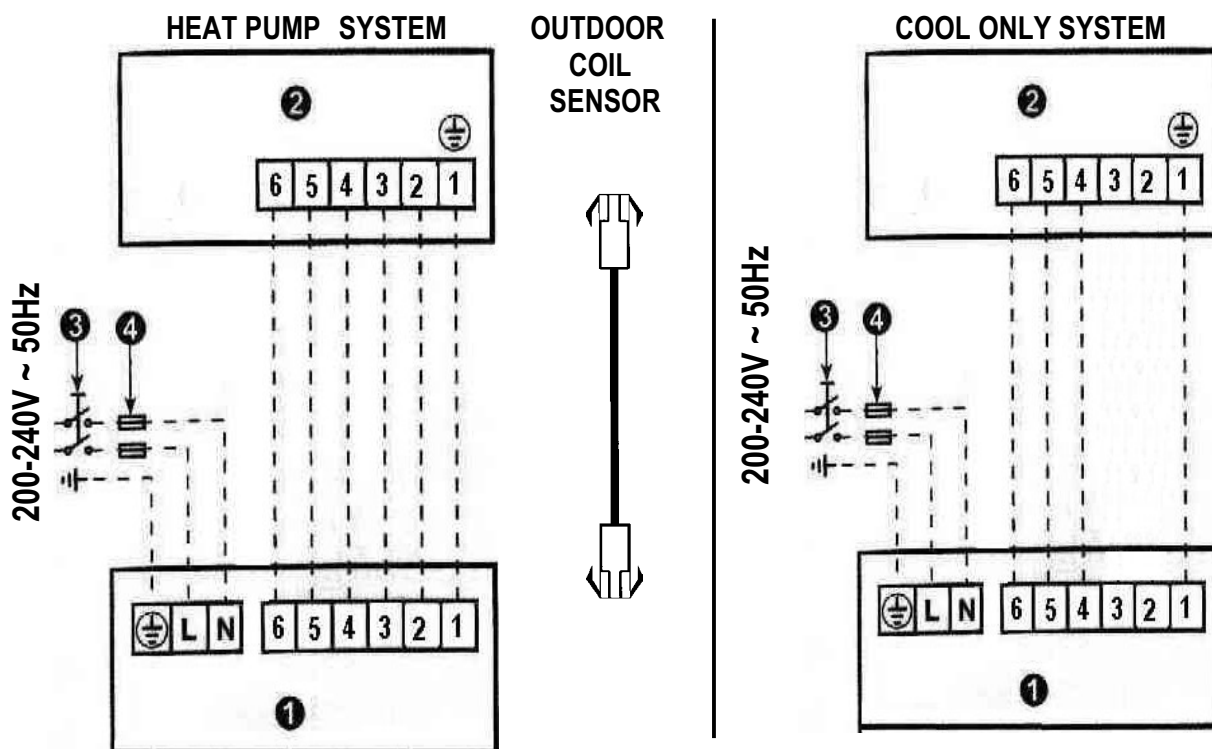 HEAT PUMP SYSTEM
2
6 5 4 3 2 1
200-240V ~ 50Hz
3 4
L N 6 5 4 3 2 1
1
OUTDOOR
COIL
SENSOR
COOL ONLY SYSTEM
2
6 5 4 3 2 1
200-240V ~ 50Hz
3 4
L N 6 5 4 3 2 1
1